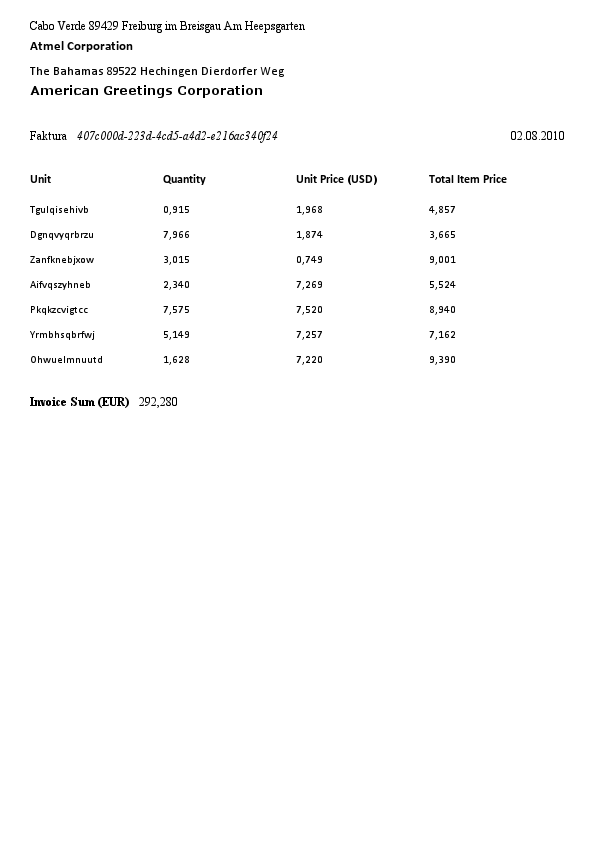 Cabo Verde 89429 Freiburg im Breisgau Am Heepsgarten
Atmel Corporation
The Bahamas 89522 Hechingen Dierdorfer Weg
American Greetings Corporation
Faktura 407c000d-223d-4cd5-a4d2-e216ac340f24 02.08.2010
Unit Quantity Unit Price (USD) Total Item Price
Tgulqisehivb 0,915 1,968 4,857
Dgnqvyqrbrzu 7,966 1,874 3,665
Zanfknebjxow 3,015 0,749 9,001
Aifvqszyhneb 2,340 7,269 5,524
Pkqkzcvigtcc 7,575 7,520 8,940
Yrmbhsqbrfwj 5,149 7,257 7,162
Ohwuelmnuutd 1,628 7,220 9,390
Invoice Sum (EUR) 292,280